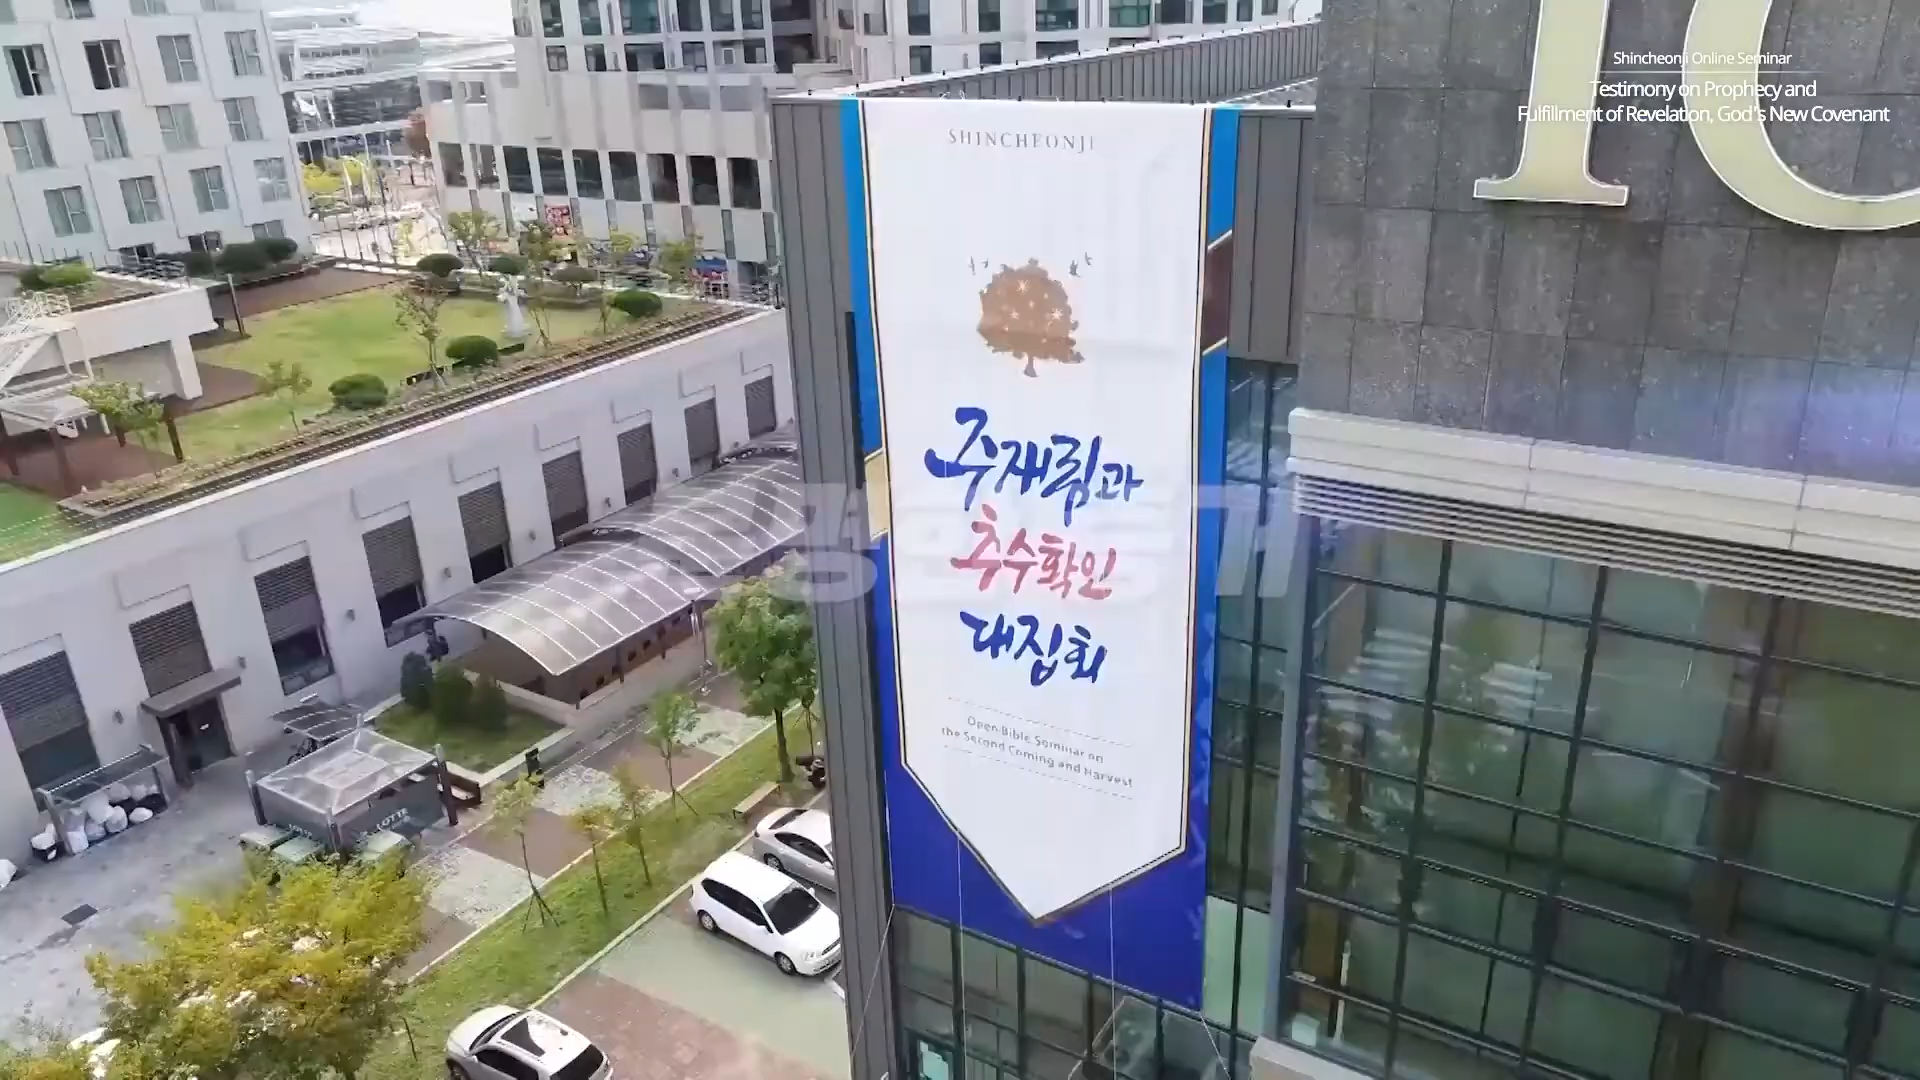 Shincheonji Online Seminar
Testimony on Prophecy and
Fulfillment of Revelation, God's New Covenant
SHINCHEONJI
주재림과
추수확인
대집회
Open Bible Seminar on
the Second Coming and Harvest
LOTTE